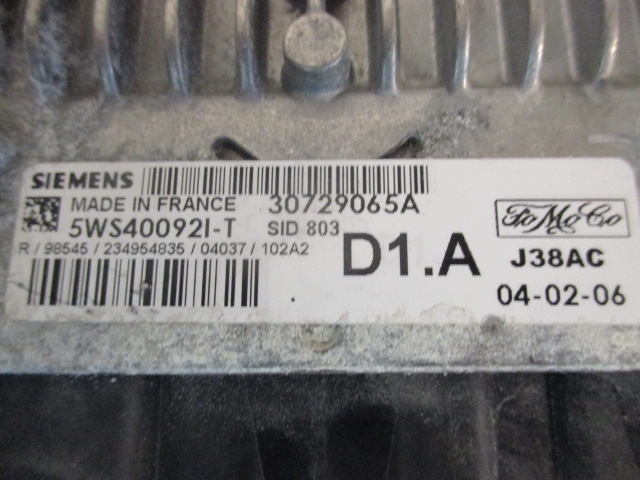 SIEMENS
MADE IN FRANCE 30729065A
5WS40092I-T SID 803
R / 98545 / 234954835 / 04037 / 102A2
D1.A
FoMoCo
J38AC
04-02-06